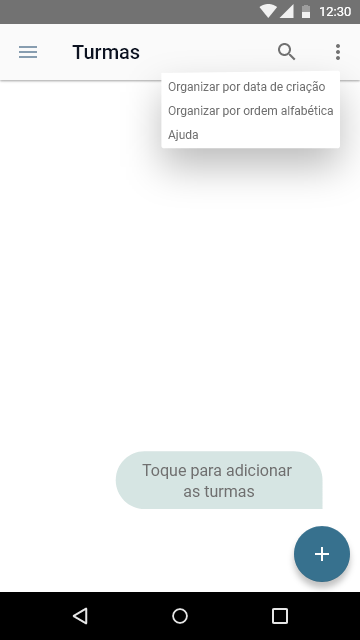 12:30
Turmas
Organizar por data de criação
Organizar por ordem alfabética
Ajuda
Toque para adicionar
as turmas